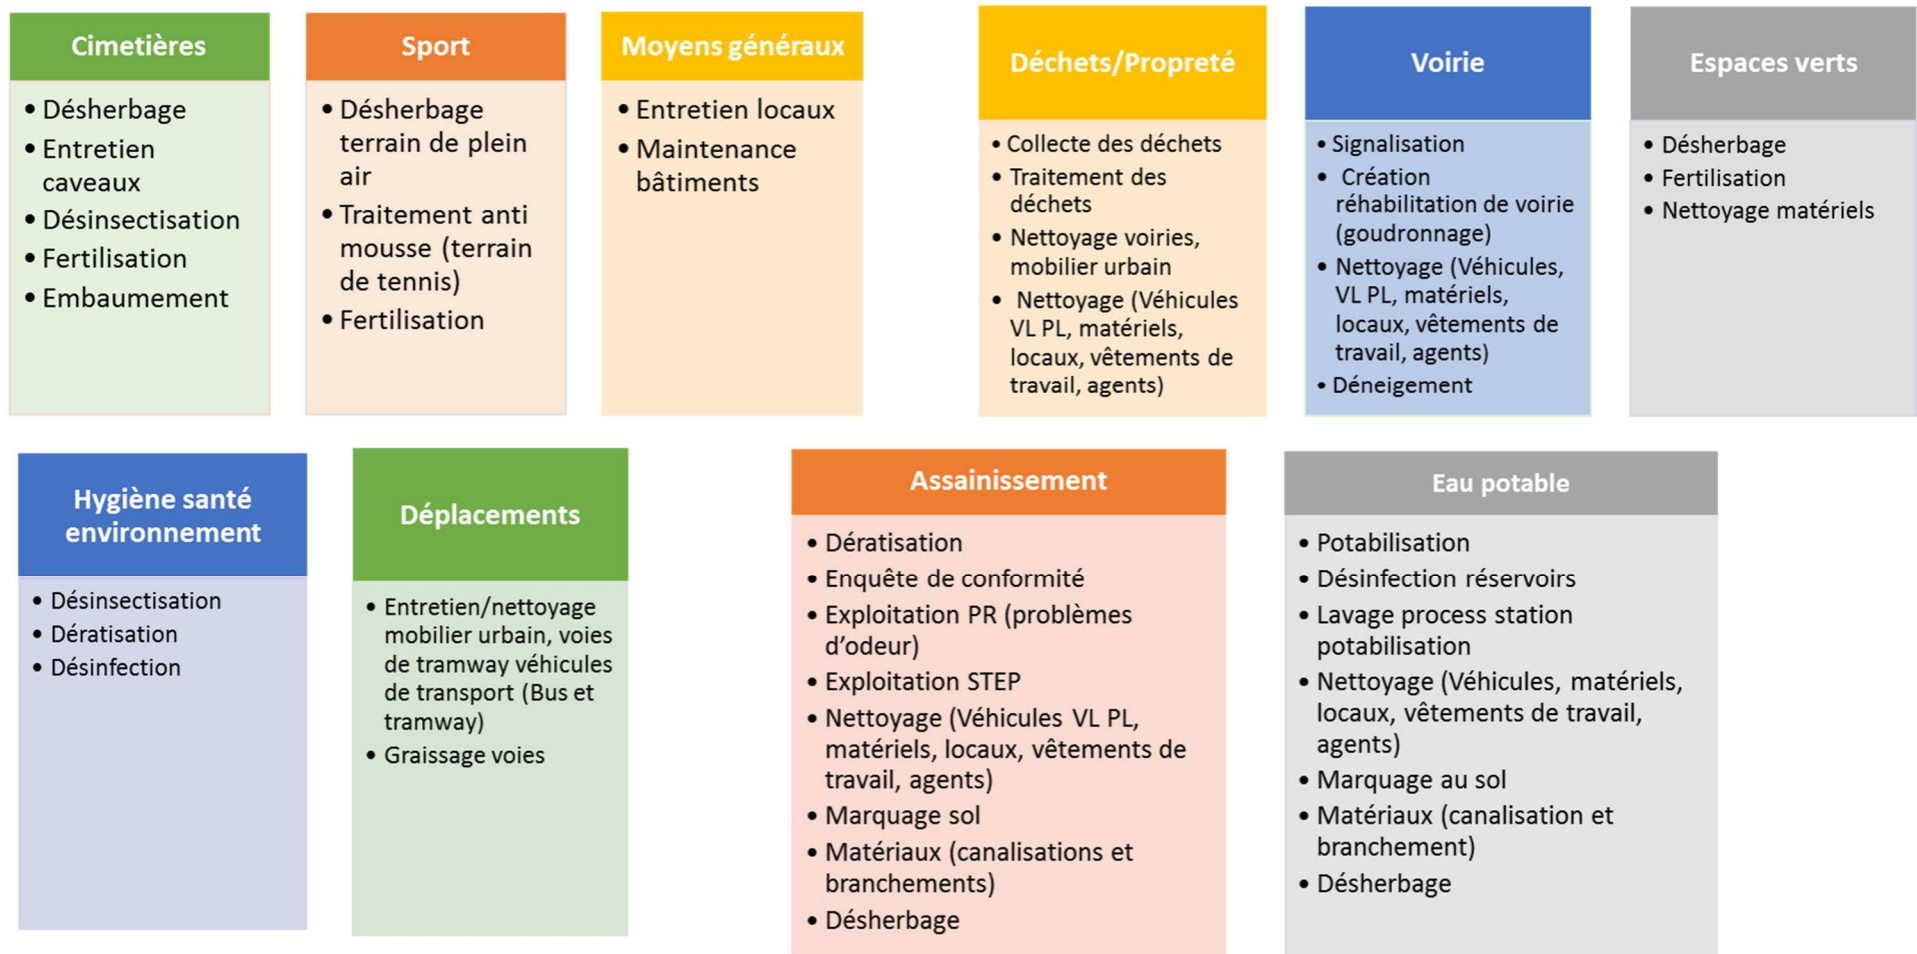 Cimetières
• Désherbage
• Entretien
caveaux
• Désinsectisation
• Fertilisation
• Embaumement
Sport
• Désherbage
terrain de plein
air
• Traitement anti
mousse (terrain
de tennis)
• Fertilisation
Moyens généraux
• Entretien locaux
• Maintenance
bâtiments
Déchets/Propreté
• Collecte des déchets
• Traitement des
déchets
• Nettoyage voiries,
mobilier urbain
• Nettoyage (Véhicules
VL PL, matériels,
locaux, vêtements de
travail, agents)
Voirie
• Signalisation
• Création
réhabilitation de voirie
(goudronnage)
• Nettoyage (Véhicules,
VL PL, matériels,
locaux, vêtements de
travail, agents)
• Déneigement
Espaces verts
• Désherbage
• Fertilisation
• Nettoyage matériels
Hygiène santé
environnement
• Désinsectisation
• Dératisation
• Désinfection
Déplacements
• Entretien/nettoyage
mobilier urbain, voies
de tramway véhicules
de transport (Bus et
tramway)
• Graissage voies
Assainissement
• Dératisation
• Enquête de conformité
• Exploitation PR (problèmes
d'odeur)
• Exploitation STEP
• Nettoyage (Véhicules VL PL,
matériels, locaux, vêtements de
travail, agents)
• Marquage sol
• Matériaux (canalisations et
branchements)
• Désherbage
Eau potable
• Potabilisation
• Désinfection réservoirs
• Lavage process station
potabilisation
• Nettoyage (Véhicules, matériels,
locaux, vêtements de travail,
agents)
• Marquage au sol
• Matériaux (canalisation et
branchement)
• Désherbage